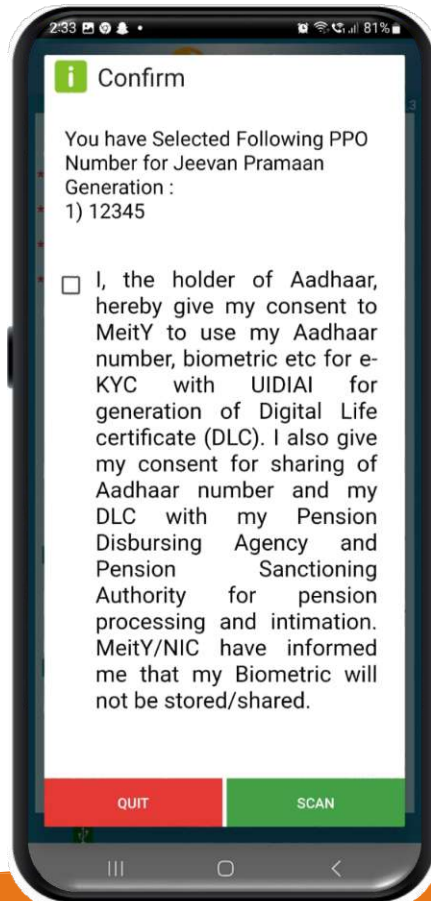 2:33
81%
Confirm
You have Selected Following PPO
Number for Jeevan Pramaan
Generation :
1) 12345
I, the holder of Aadhaar,
hereby give my consent to
MeitY to use my Aadhaar
number, biometric etc for e-
KYC with UIDIAI for
generation of Digital Life
certificate (DLC). I also give
my consent for sharing of
Aadhaar number and my
DLC with my Pension
Disbursing Agency and
Pension Sanctioning
Authority for pension
processing and intimation.
MeitY/NIC have informed
me that my Biometric will
not be stored/shared.
QUIT
SCAN